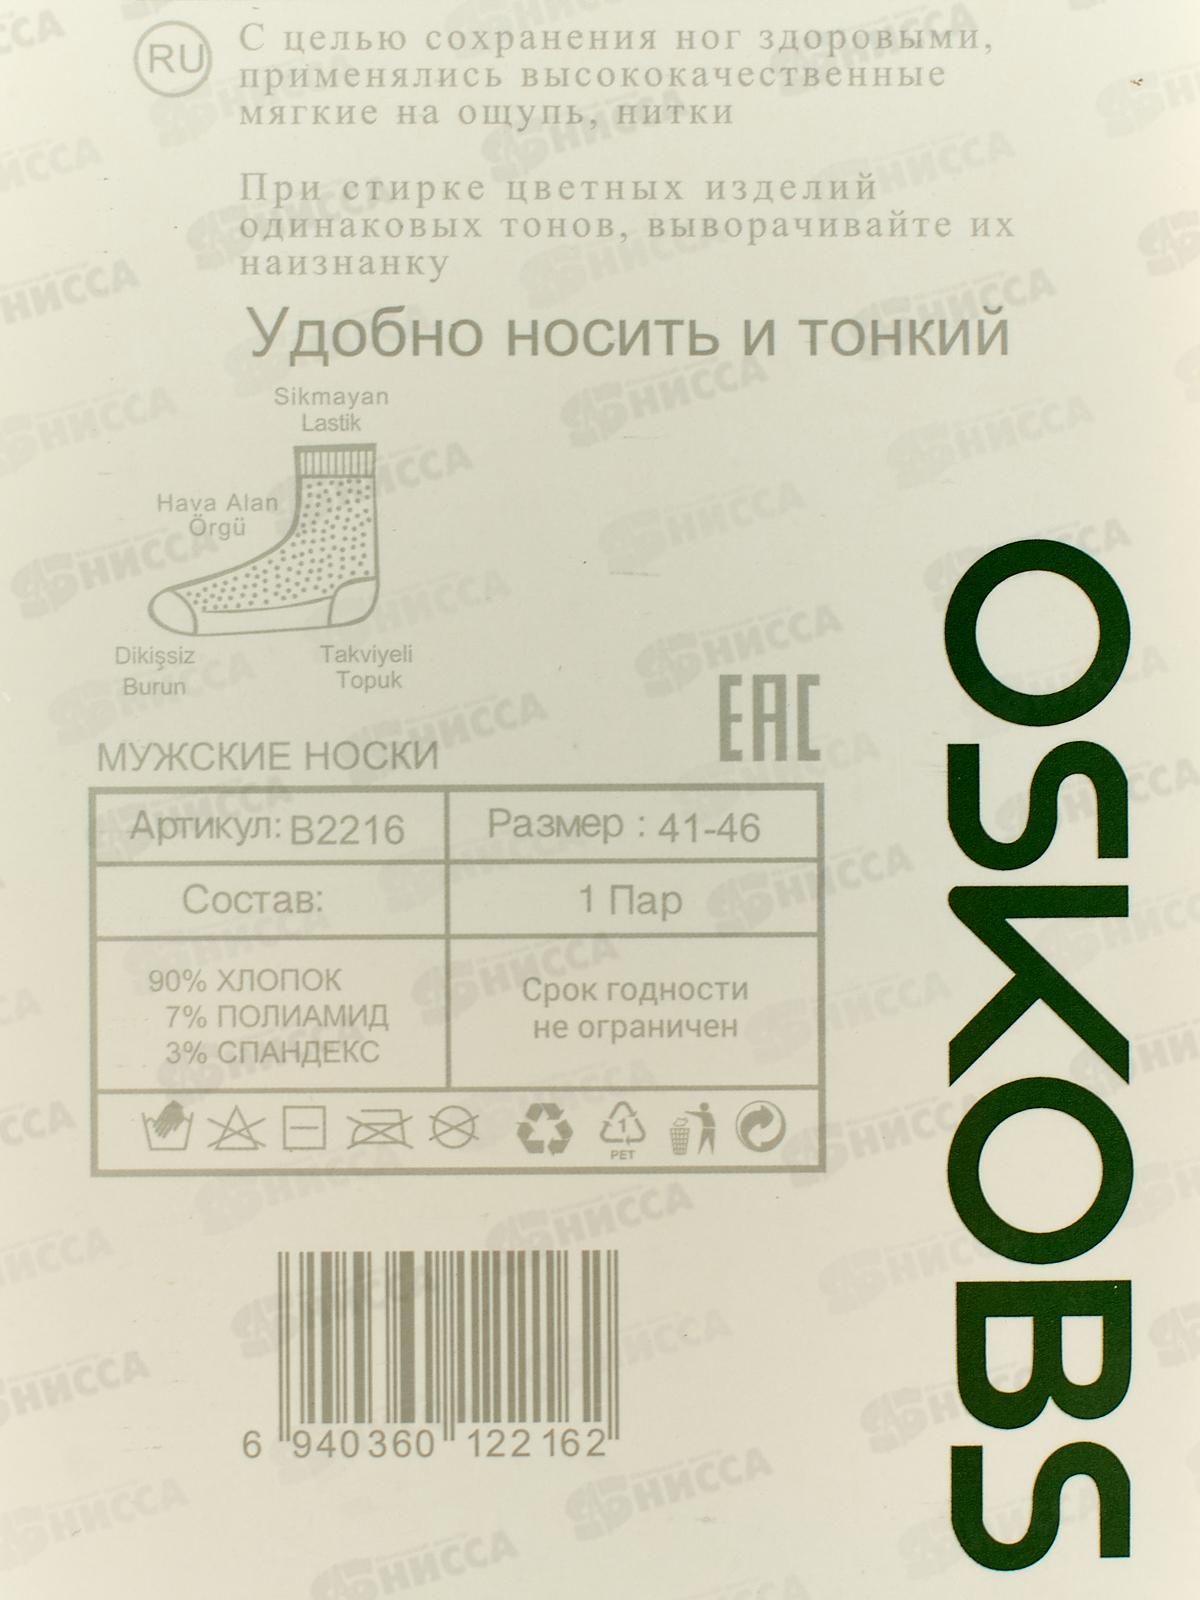 RU
С целью сохранения ног здоровыми,
применялись высококачественные
мягкие на ощупь, нитки
При стирке цветных изделий
одинаковых тонов, выворачивайте их
наизнанку
Удобно носить и тонкий
Sikmayan
Lastik
Hava Alan
Örgü
Dikişsiz
Burun
Takviyeli
Topuk
EAC
МУЖСКИЕ НОСКИ
Артикул: B2216
Размер : 41-46
Состав:
1 Пар
90% ХЛОПОК
7% ПОЛИАМИД
3% СПАНДЕКС
Срок годности
не ограничен
1
PET
6 940360 122162
OSKOBS
НИССА